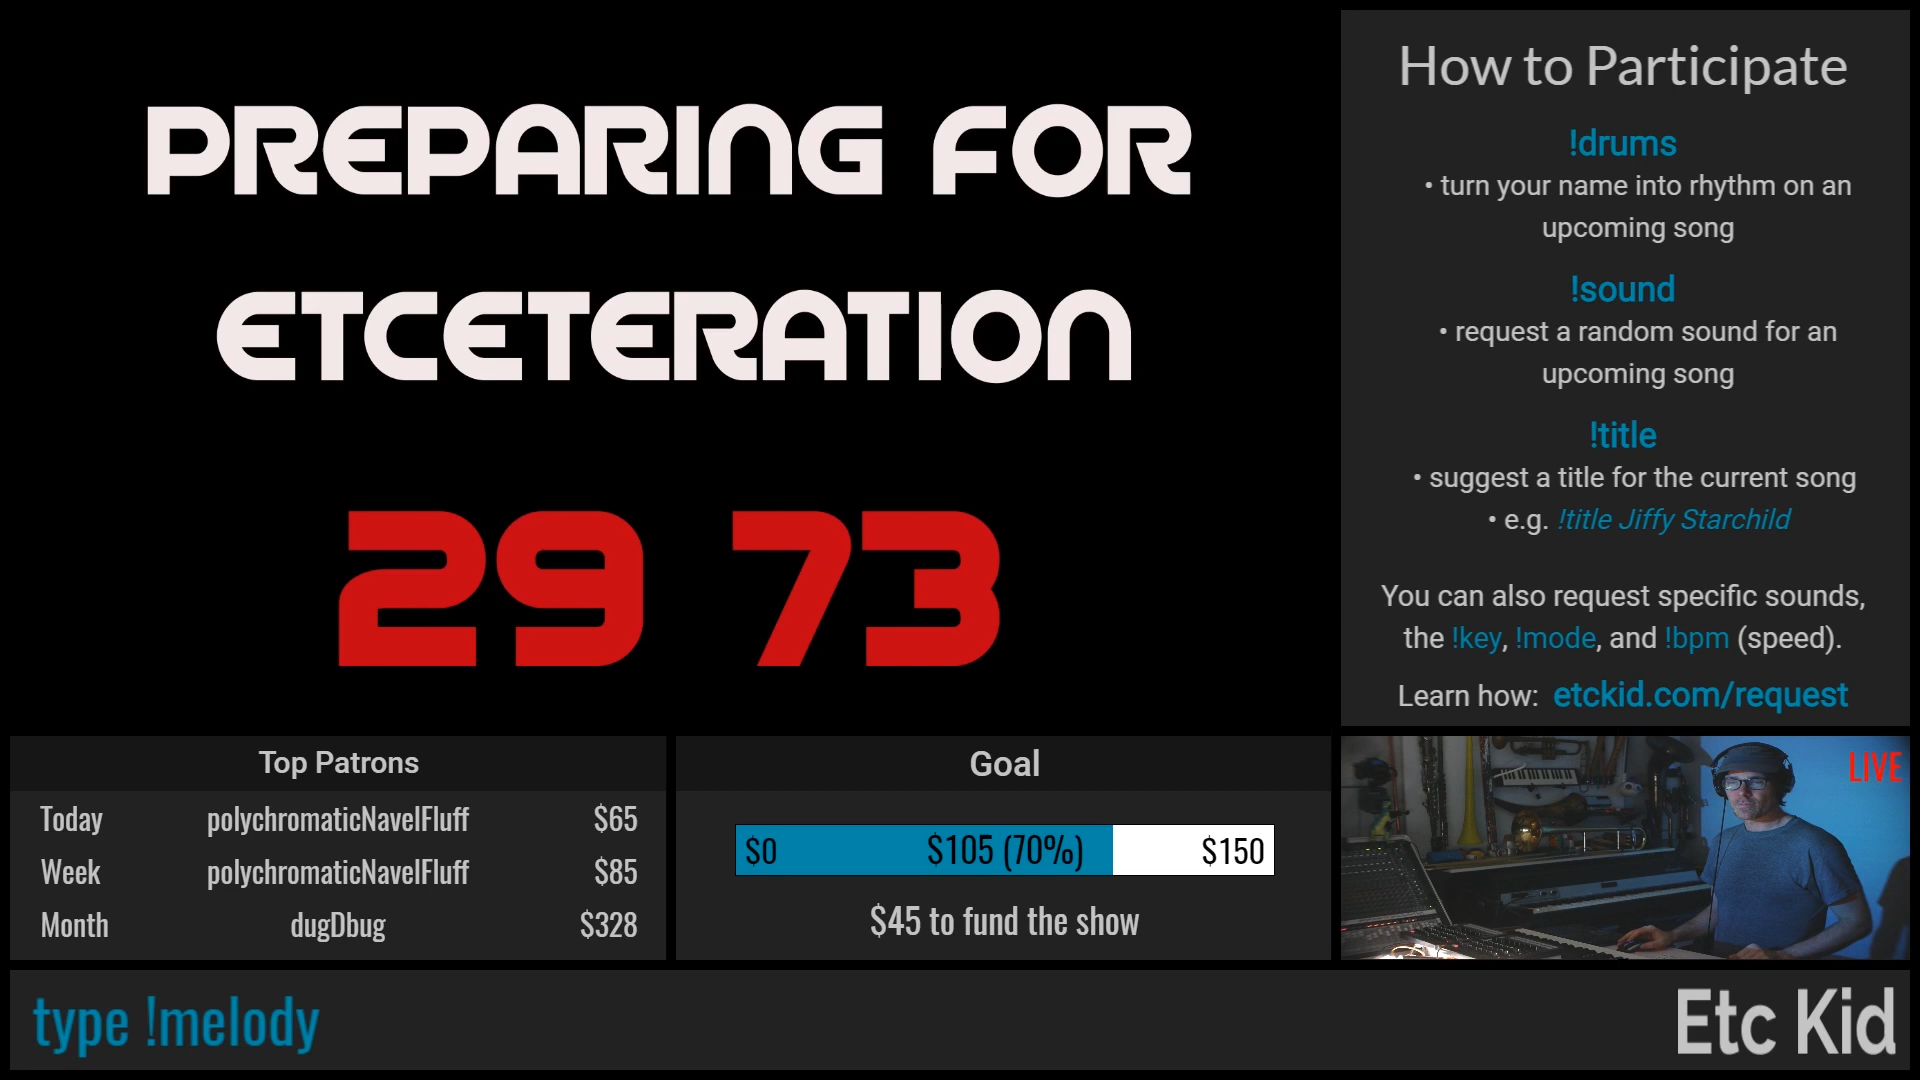 PREPARING FOR
ETCETERATION
29 73
How to Participate
!drums
• turn your name into rhythm on an
upcoming song
!sound
• request a random sound for an
upcoming song
!title
• suggest a title for the current song
• e.g. !title Jiffy Starchild
You can also request specific sounds,
the !key, !mode, and !bpm (speed).
Learn how: etckid.com/request
Top Patrons
Today polychromaticNavelFluff $65
Week polychromaticNavelFluff $85
Month dugDbug $328
Goal
$0 $105 (70%) $150
$45 to fund the show
LIVE
type !melody
Etc Kid